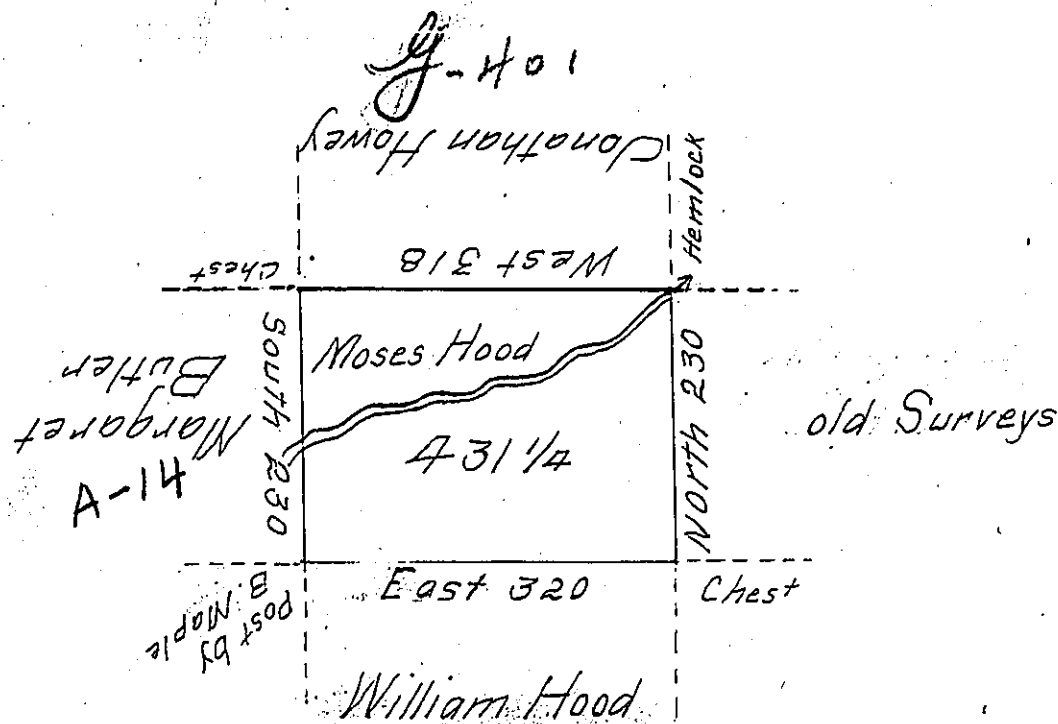 G-401
Jonathan Howey
Hemlock
Chest
West 318
South 230
Moses Hood
North 230
Margaret
Butler
A-14
431 1/4
old Surveys
Post by
B. Maple
East 320
Chest
William Hood